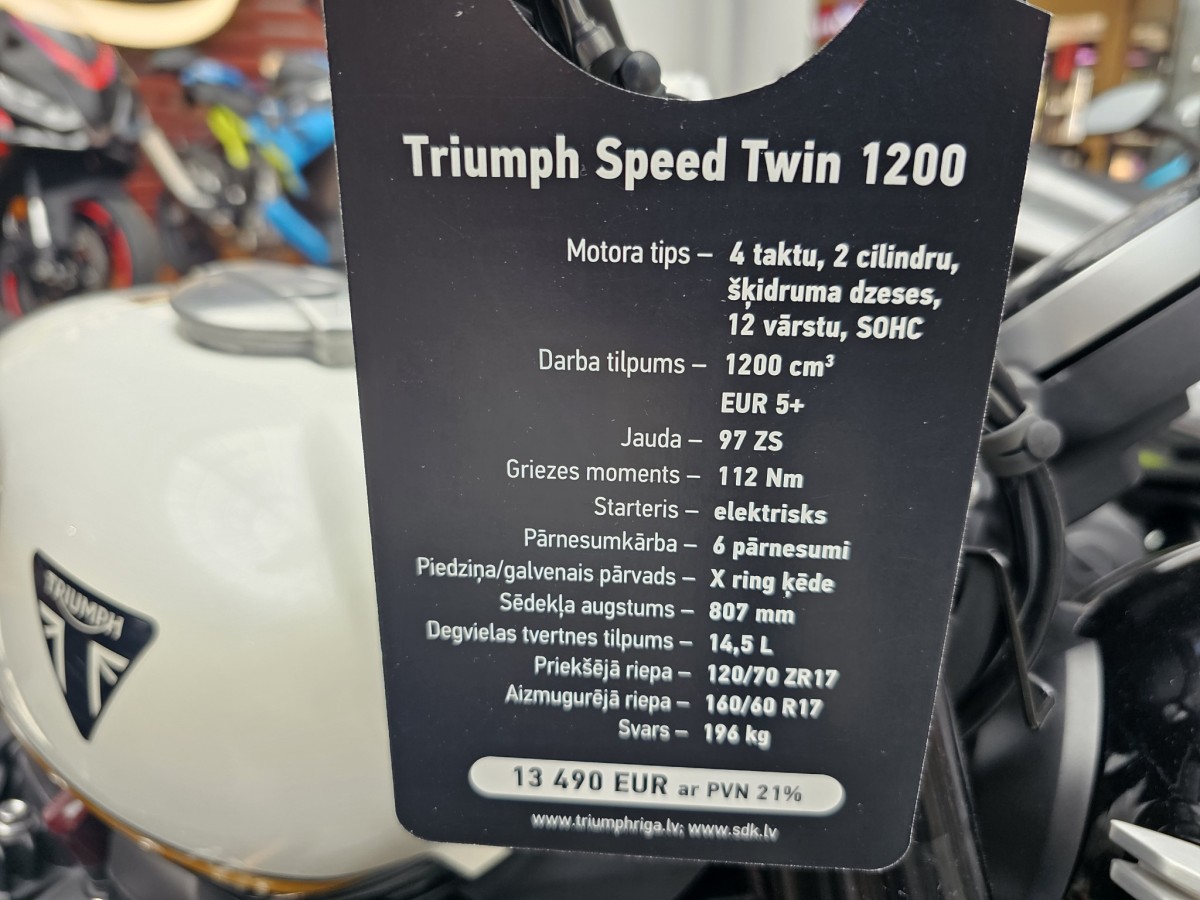 Triumph Speed Twin 1200
Motora tips – 4 taktu, 2 cilindru,
šķidruma dzeses,
12 vārstu, SOHC
Darba tilpums – 1200 cm³
EUR 5+
Jauda – 97 ZS
Griezes moments – 112 Nm
Starteris – elektrisks
Pārnesumkārba – 6 pārnesumi
Piedziņa/galvenais pārvads – X ring ķēde
Sēdekļa augstums – 807 mm
Degvielas tvertnes tilpums – 14,5 L
Priekšējā riepa – 120/70 ZR17
Aizmugurējā riepa – 160/60 R17
Svars – 196 kg
13 490 EUR ar PVN 21%
www.triumphriga.lv; www.sdk.lv
TRIUMPH